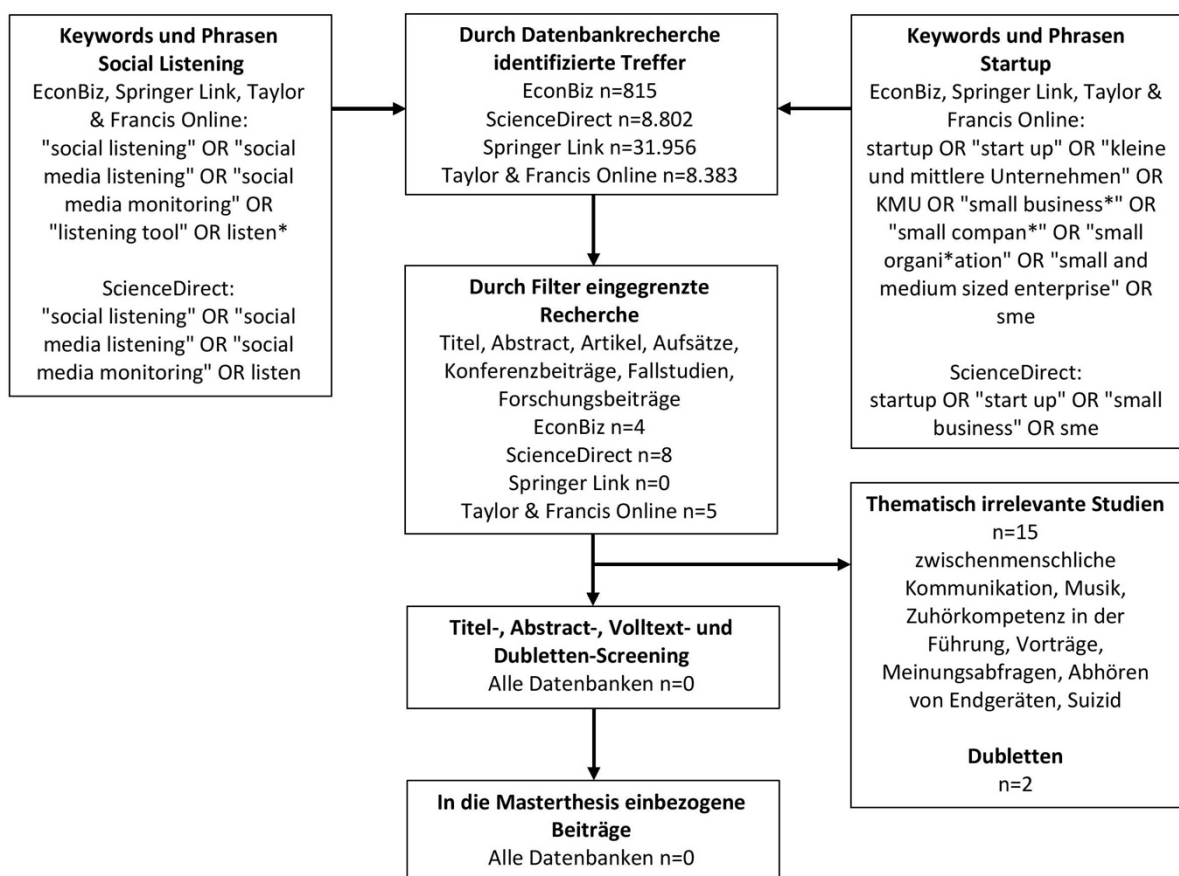 Keywords und Phrasen
Social Listening
EconBiz, Springer Link, Taylor
& Francis Online:
"social listening" OR "social
media listening" OR "social
media monitoring" OR
"listening tool" OR listen*
ScienceDirect:
"social listening" OR "social
media listening" OR "social
media monitoring" OR listen
Durch Datenbankrecherche
identifizierte Treffer
EconBiz n=815
ScienceDirect n=8.802
Springer Link n=31.956
Taylor & Francis Online n=8.383
Keywords und Phrasen
Startup
EconBiz, Springer Link, Taylor &
Francis Online:
startup OR "start up" OR "kleine
und mittlere Unternehmen" OR
KMU OR "small business*" OR
"small compan*" OR "small
organi*ation" OR "small and
medium sized enterprise" OR
sme
ScienceDirect:
startup OR "start up" OR "small
business" OR sme
Durch Filter eingegrenzte
Recherche
Titel, Abstract, Artikel, Aufsätze,
Konferenzbeiträge, Fallstudien,
Forschungsbeiträge
EconBiz n=4
ScienceDirect n=8
Springer Link n=0
Taylor & Francis Online n=5
Thematisch irrelevante Studien
n=15
zwischenmenschliche
Kommunikation, Musik,
Zuhörkompetenz in der
Führung, Vorträge,
Meinungsabfragen, Abhören
von Endgeräten, Suizid
Dubletten
n=2
Titel-, Abstract-, Volltext- und
Dubletten-Screening
Alle Datenbanken n=0
In die Masterthesis einbezogene
Beiträge
Alle Datenbanken n=0